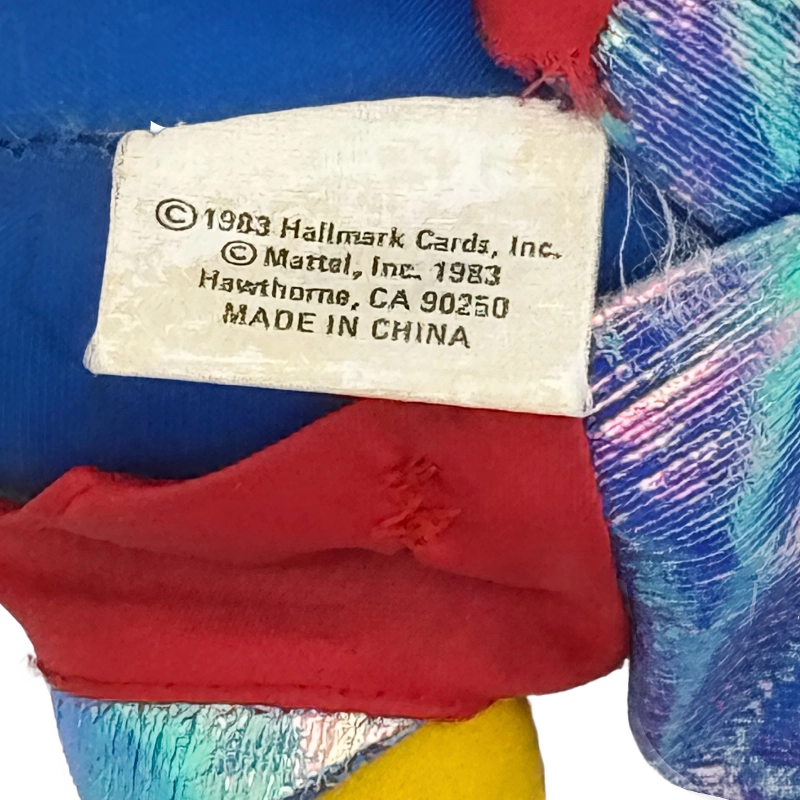 ©1983 Hallmark Cards, Inc.
© Mattel, Inc. 1983
Hawthorne, CA 90250
MADE IN CHINA